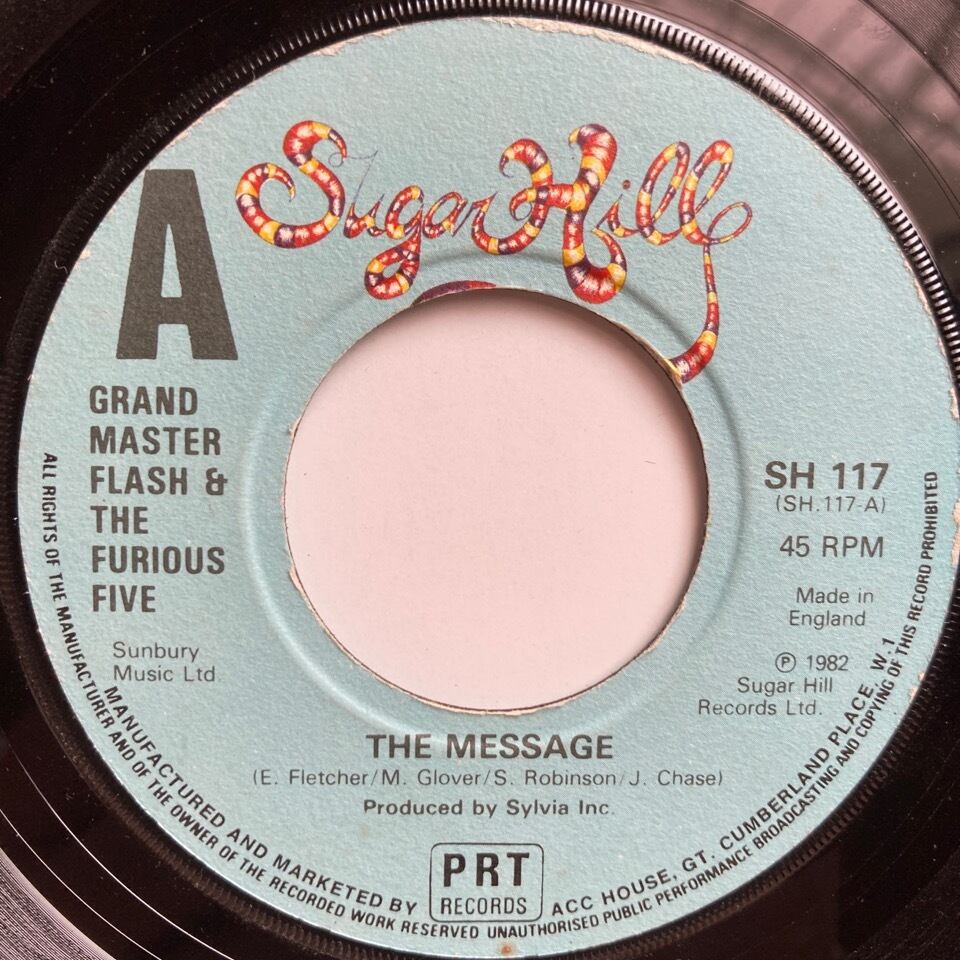 Sugar Hill
A
GRAND
MASTER
FLASH &
THE
FURIOUS
FIVE
Sunbury
Music Ltd
SH 117
(SH.117-A)
45 RPM
Made in
England
℗ 1982
Sugar Hill
Records Ltd.
THE MESSAGE
(E. Fletcher/M. Glover/S. Robinson/J. Chase)
Produced by Sylvia Inc.
MANUFACTURED AND MARKETED BY PRT RECORDS ACC HOUSE, GT. CUMBERLAND PLACE, W.1
ALL RIGHTS OF THE MANUFACTURER AND OF THE OWNER OF THE RECORDED WORK RESERVED UNAUTHORISED PUBLIC PERFORMANCE BROADCASTING AND COPYING OF THIS RECORD PROHIBITED